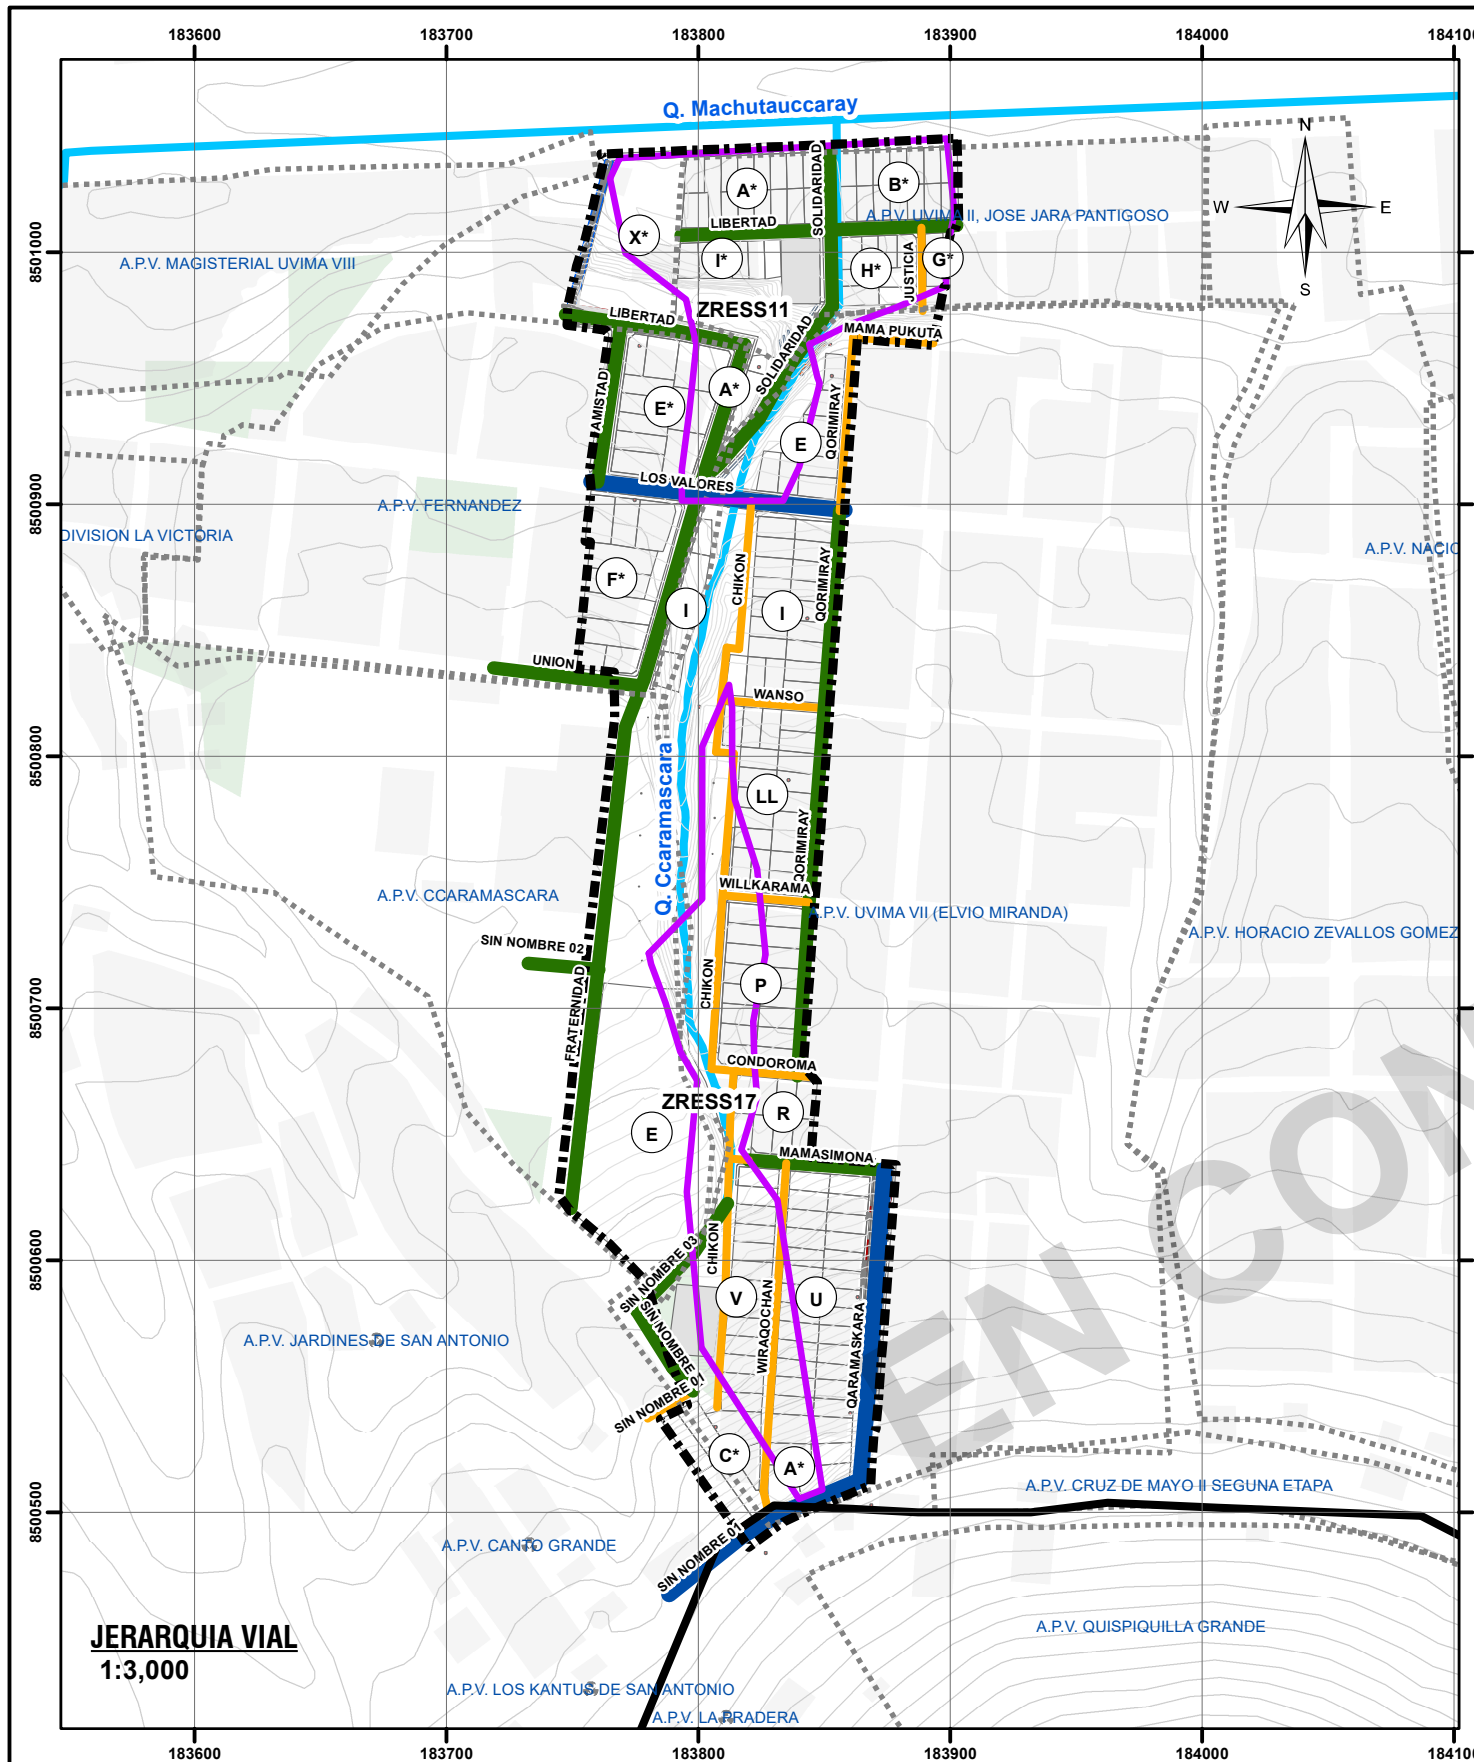 183600 183700 183800 183900 184000 184100
Q. Machutauccaray
N
W E
S
A*
B*
SOLIDARIDAD
A.P.V. UVIMA II, JOSE JARA PANTIGOSO
LIBERTAD
X*
I*
H*
JUSTICIA
G*
8501000
A.P.V. MAGISTERIAL UVIMA VIII
ZRESS11
LIBERTAD
SOLIDARIDAD
MAMA PUKUTA
AMISTAD
E*
A*
E
QORIMIRAY
LOS VALORES
8500900
A.P.V. FERNANDEZ
DIVISION LA VICTORIA
A.P.V. NACIO
F*
I
CHIKON
I
QORIMIRAY
UNION
WANSO
8500800
Q. Ccaramascara
LL
QORIMIRAY
WILLKARAMA
A.P.V. CCARAMASCARA
A.P.V. UVIMA VII (ELVIO MIRANDA)
A.P.V. HORACIO ZEVALLOS GOMEZ
SIN NOMBRE 02
FRATERNIDAD
CHIKON
P
8500700
CONDOROMA
ZRESS17
E
R
MAMASIMONA
EN CON
8500600
CHIKON
SIN NOMBRE 03
SIN NOMBRE
V
U
WIRAQOCHAN
QARAMASKARA
A.P.V. JARDINES DE SAN ANTONIO
SIN NOMBRE 01
C*
A*
A.P.V. CRUZ DE MAYO II SEGUNA ETAPA
8500500
A.P.V. CANTO GRANDE
SIN NOMBRE 01
A.P.V. QUISPIQUILLA GRANDE
JERARQUIA VIAL
1:3,000
A.P.V. LOS KANTUS DE SAN ANTONIO
A.P.V. LA PRADERA
183600 183700 183800 183900 184000 184100